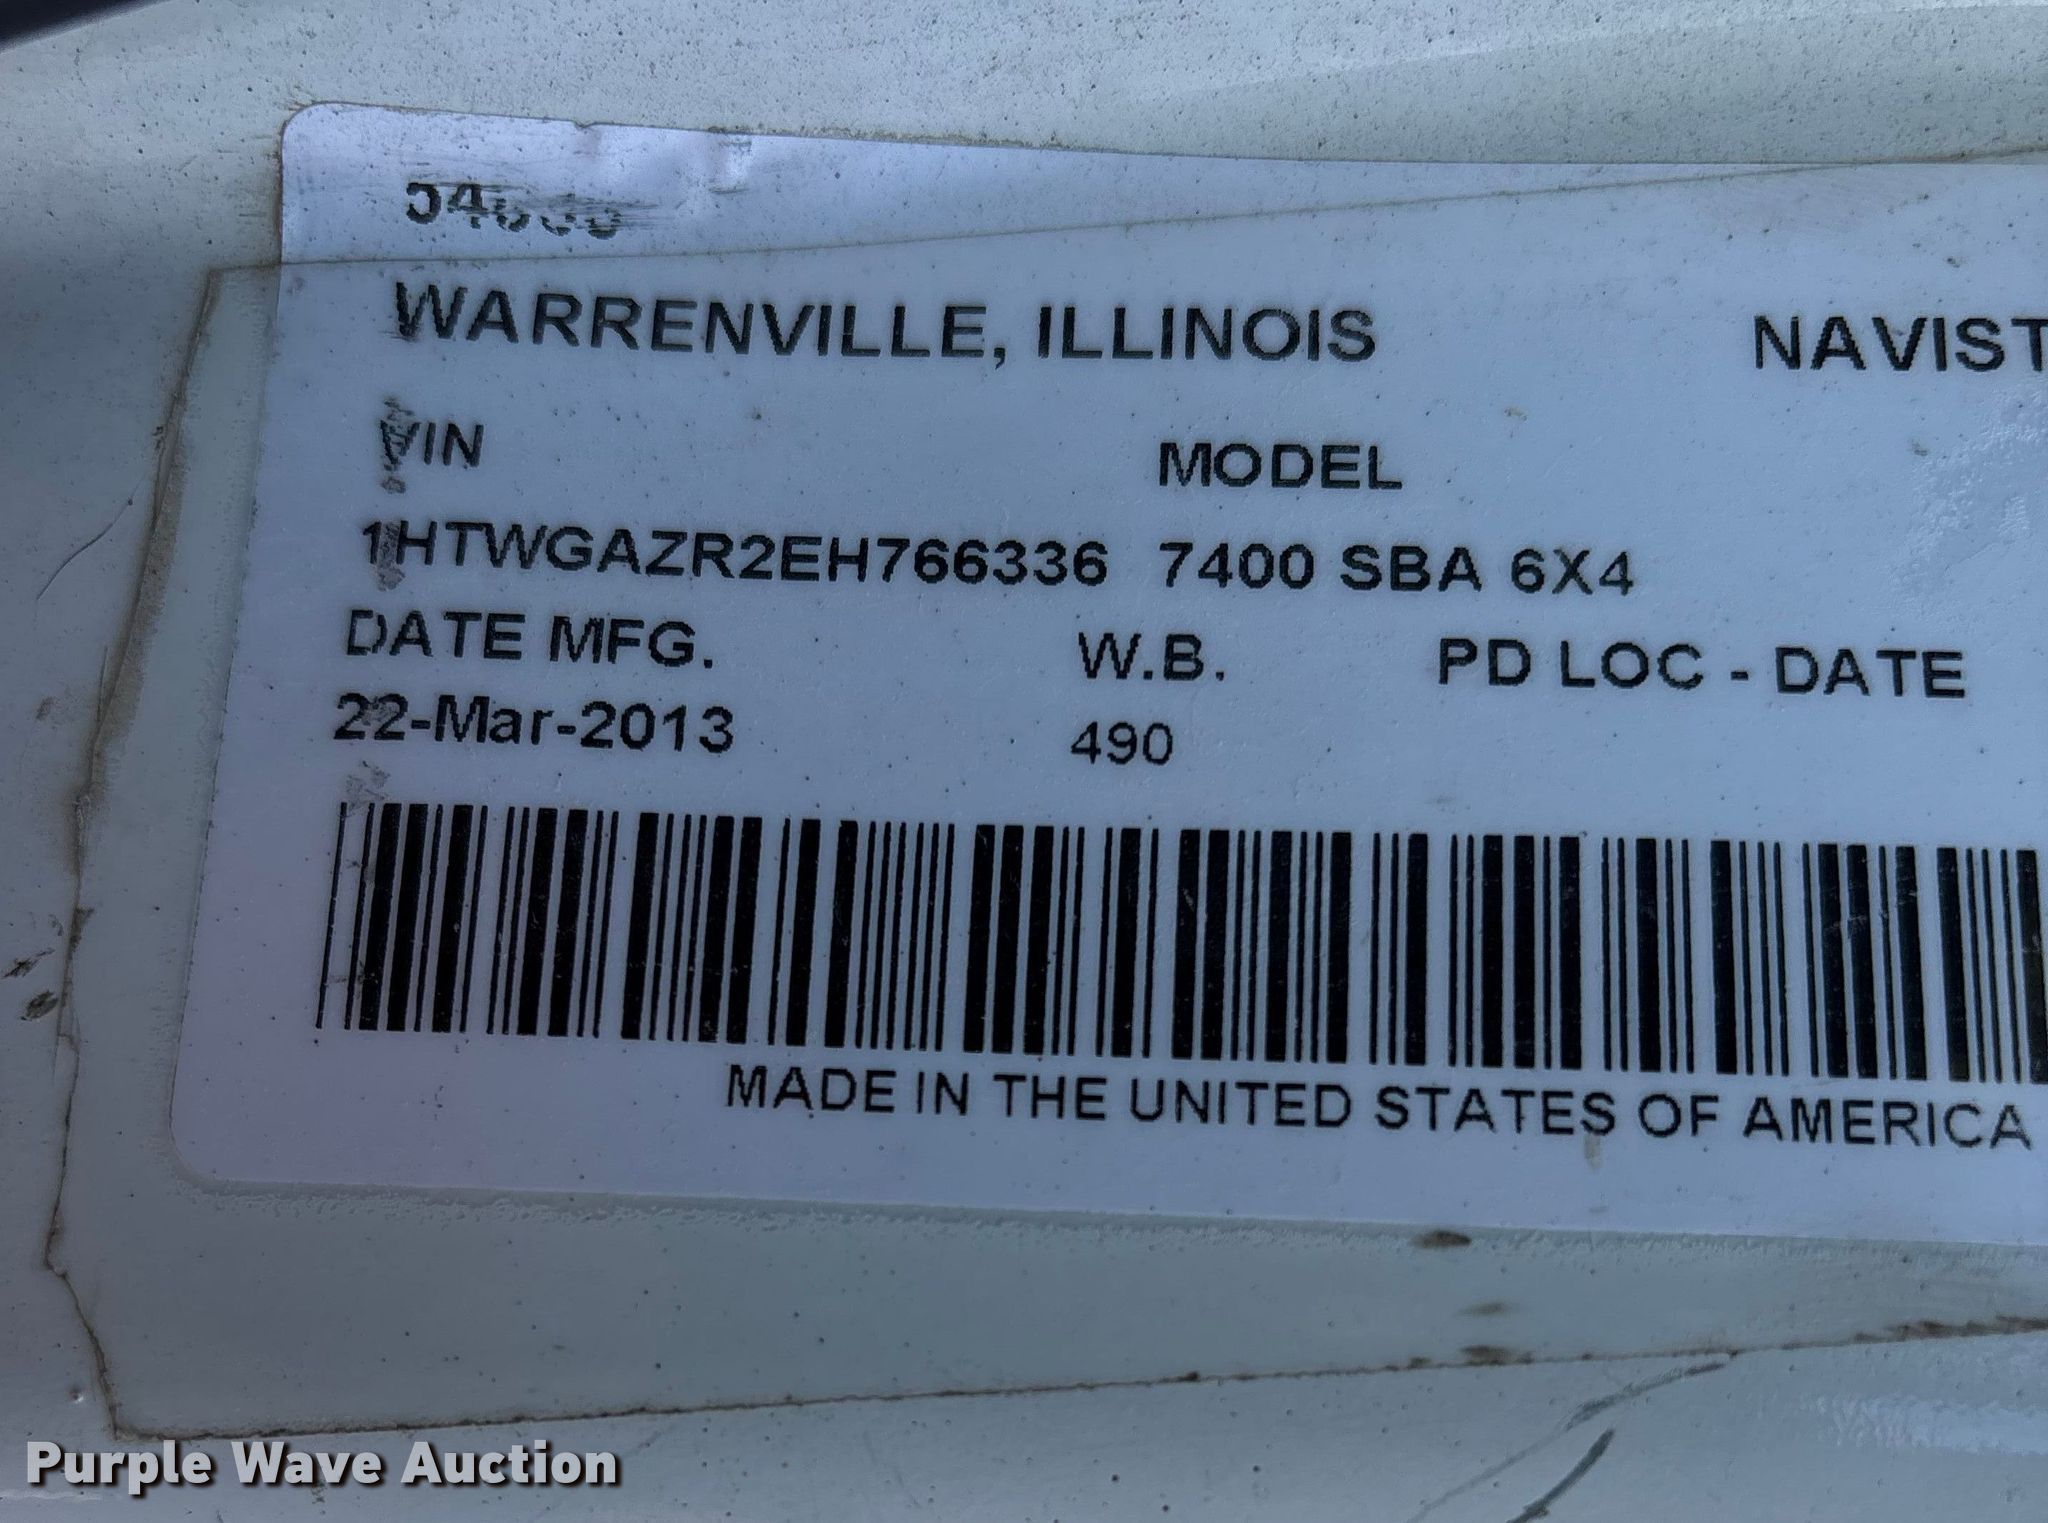 WARRENVILLE, ILLINOIS NAVIST
VIN MODEL
1HTWGAZR2EH766336 7400 SBA 6X4
DATE MFG. W.B. PD LOC - DATE
22-Mar-2013 490
MADE IN THE UNITED STATES OF AMERICA
Purple Wave Auction